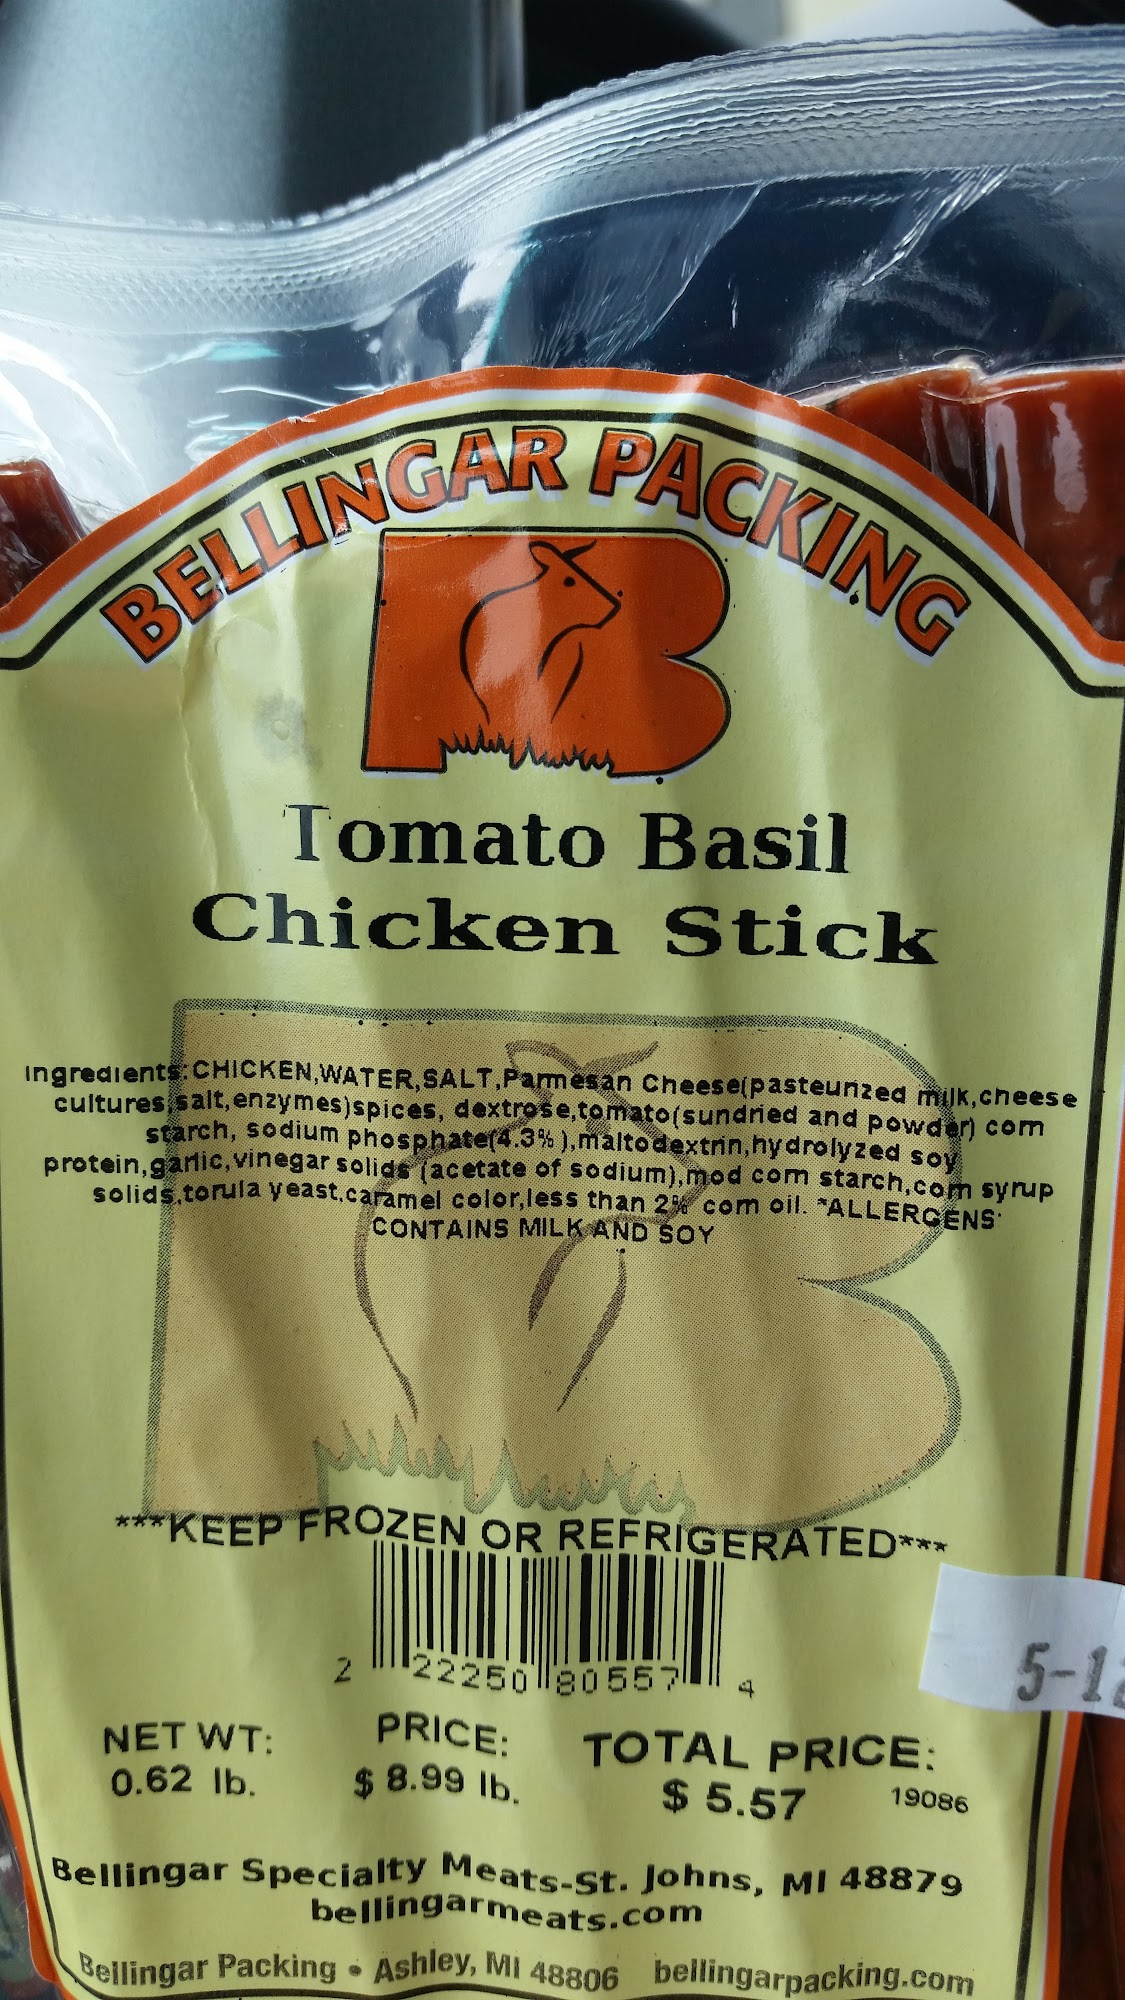 BELLINGAR PACKING
Tomato Basil
Chicken Stick
Ingredients:CHICKEN,WATER,SALT,Parmesan Cheese(pasteurized milk,cheese
cultures,salt,enzymes)spices, dextrose,tomato(sundried and powder) corn
starch, sodium phosphate(4.3%),maltodextrin,hydrolyzed soy
protein,garlic,vinegar solids (acetate of sodium),mod corn starch,corn syrup
solids,torula yeast,caramel color,less than 2% corn oil. *ALLERGENS*
CONTAINS MILK AND SOY
***KEEP FROZEN OR REFRIGERATED***
2 22250 80557 4
5-1
NET WT: PRICE: TOTAL PRICE:
0.62 lb. $ 8.99 lb. $ 5.57 19086
Bellingar Specialty Meats-St. Johns, MI 48879
bellingarmeats.com
Bellingar Packing • Ashley, MI 48806 bellingarpacking.com